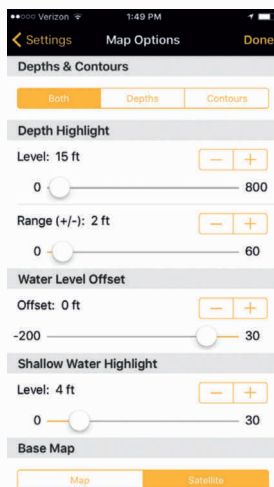 Verizon 1:49 PM
Settings Map Options Done
Depths & Contours
Both Depths Contours
Depth Highlight
Level: 15 ft − +
0 800
Range (+/-): 2 ft − +
0 60
Water Level Offset
Offset: 0 ft − +
-200 30
Shallow Water Highlight
Level: 4 ft − +
0 30
Base Map
Map Satellite